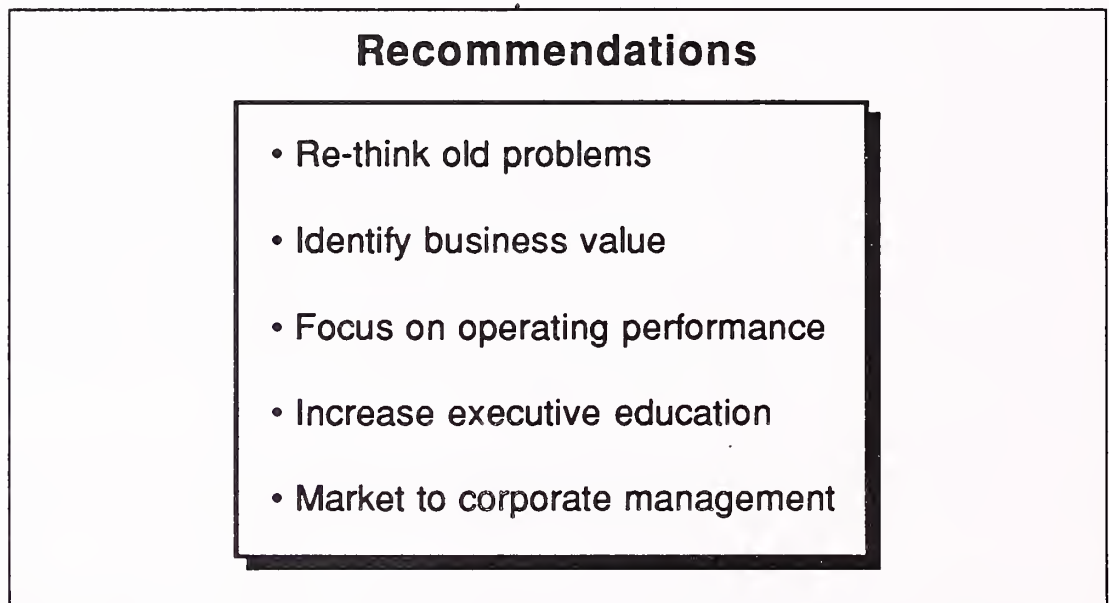 Recommendations
• Re-think old problems
• Identify business value
• Focus on operating performance
• Increase executive education
• Market to corporate management